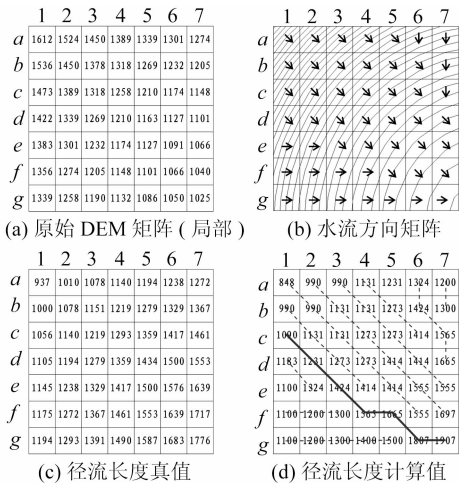 1 2 3 4 5 6 7
a 1612 1524 1450 1389 1339 1301 1274
b 1536 1450 1378 1318 1269 1232 1205
c 1473 1389 1318 1258 1210 1174 1148
d 1422 1339 1269 1210 1163 1127 1101
e 1383 1301 1232 1174 1127 1091 1066
f 1356 1274 1205 1148 1101 1066 1040
g 1339 1258 1190 1132 1086 1050 1025
(a) 原始 DEM 矩阵 ( 局部 )
1 2 3 4 5 6 7
a
b
c
d
e
f
g
(b) 水流方向矩阵
1 2 3 4 5 6 7
a 937 1010 1078 1140 1194 1238 1272
b 1000 1078 1151 1219 1279 1329 1367
c 1056 1140 1219 1293 1359 1417 1461
d 1105 1194 1279 1359 1434 1500 1553
e 1145 1238 1329 1417 1500 1576 1639
f 1175 1272 1367 1461 1553 1639 1717
g 1194 1293 1391 1490 1587 1683 1776
(c) 径流长度真值
1 2 3 4 5 6 7
a 848 990 990 1131 1231 1324 1200
b 990 990 1131 1131 1273 1424 1300
c 1131 1131 1273 1273 1414 1565
d 1231 1273 1273 1414 1414 1665
e 1100 1324 1424 1414 1414 1555 1555
f 1100 1200 1300 1565 1665 1555 1697
g 1100 1200 1300 1400 1500 1807 1907
(d) 径流长度计算值